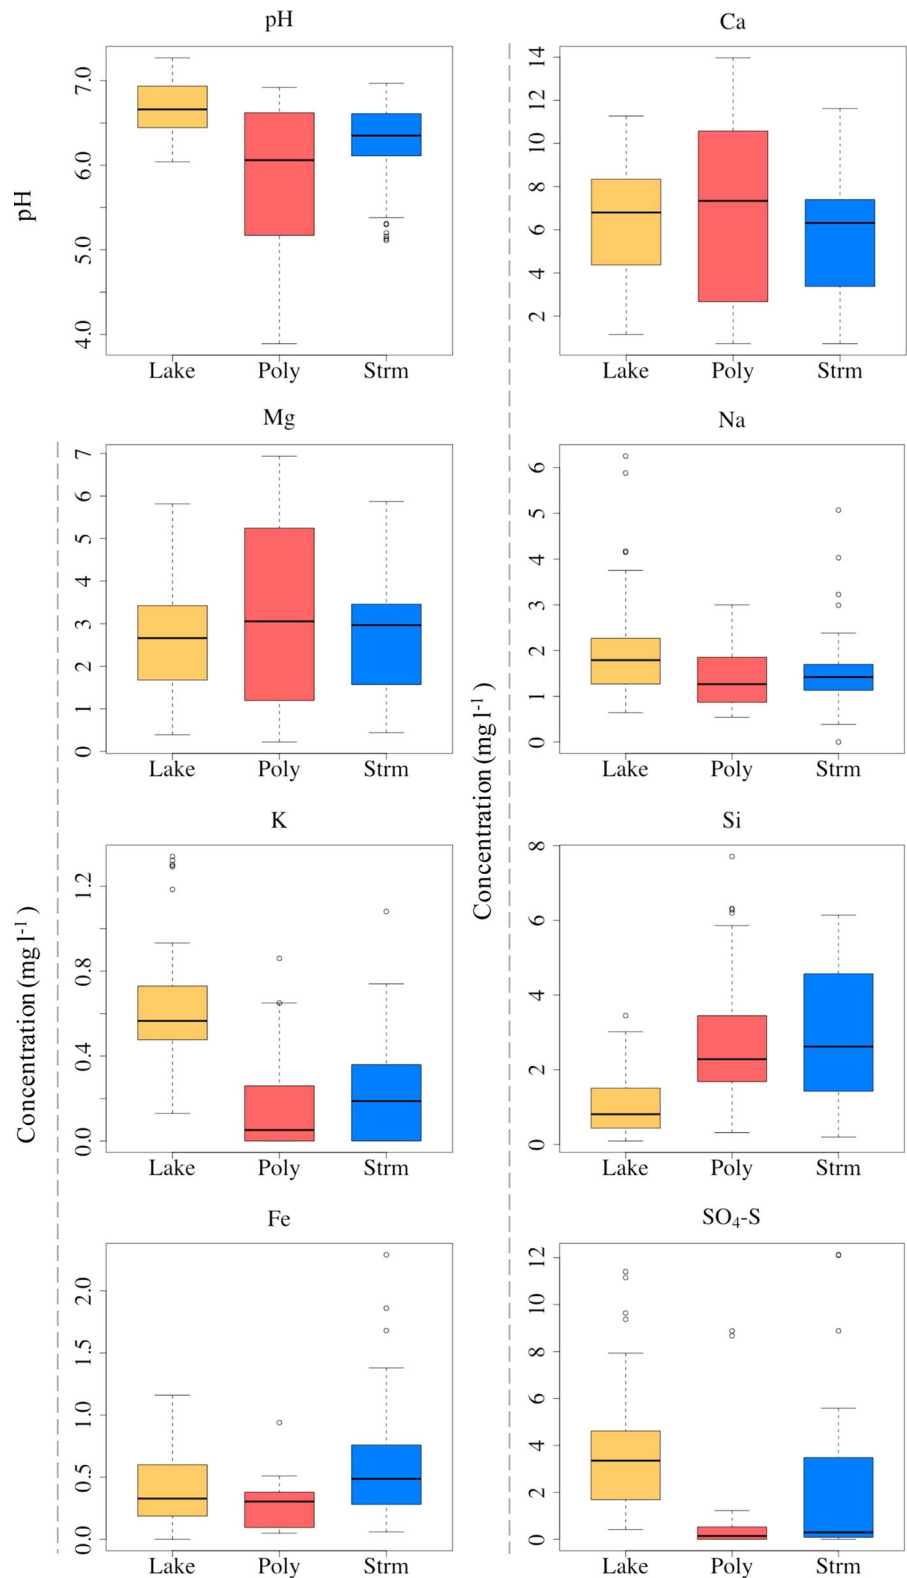 pH
Ca
pH
7.0
6.0
5.0
4.0
Lake Poly Strm
14
12
10
8
6
4
2
Lake Poly Strm
Mg
Na
7
6
5
4
3
2
1
0
Lake Poly Strm
6
5
4
3
2
1
0
Lake Poly Strm
Concentration (mg l⁻¹ )
K
Si
Concentration (mg l⁻¹ )
1.2
0.8
0.4
0.0
Lake Poly Strm
8
6
4
2
0
Lake Poly Strm
Fe
SO₄-S
2.0
1.5
1.0
0.5
0.0
Lake Poly Strm
12
10
8
6
4
2
0
Lake Poly Strm